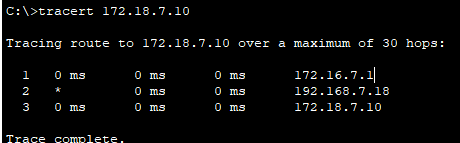 C:\>tracert 172.18.7.10
Tracing route to 172.18.7.10 over a maximum of 30 hops:
1 0 ms 0 ms 0 ms 172.16.7.1
2 * 0 ms 0 ms 192.168.7.18
3 0 ms 0 ms 0 ms 172.18.7.10
Trace complete.